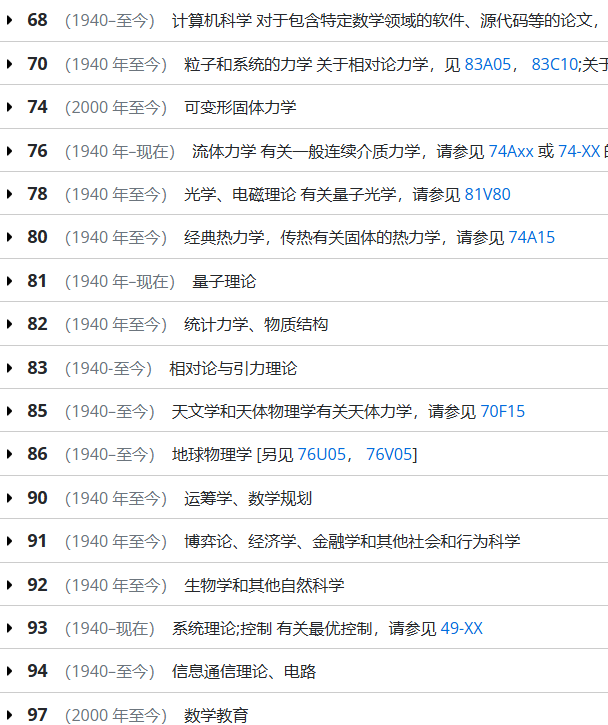 68 (1940–至今) 计算机科学 对于包含特定数学领域的软件、源代码等的论文，
70 (1940 年至今) 粒子和系统的力学 关于相对论力学，见 83A05， 83C10;关于
74 (2000 年至今) 可变形固体力学
76 (1940 年–现在) 流体力学 有关一般连续介质力学，请参见 74Axx 或 74-XX 的
78 (1940 年至今) 光学、电磁理论 有关量子光学，请参见 81V80
80 (1940 年至今) 经典热力学，传热有关固体的热力学，请参见 74A15
81 (1940 年–现在) 量子理论
82 (1940 年至今) 统计力学、物质结构
83 (1940-至今) 相对论与引力理论
85 (1940–至今) 天文学和天体物理学有关天体力学，请参见 70F15
86 (1940–至今) 地球物理学 [另见 76U05， 76V05]
90 (1940 年至今) 运筹学、数学规划
91 (1940 年至今) 博弈论、经济学、金融学和其他社会和行为科学
92 (1940 年至今) 生物学和其他自然科学
93 (1940–现在) 系统理论;控制 有关最优控制，请参见 49-XX
94 (1940–至今) 信息通信理论、电路
97 (2000 年至今) 数学教育